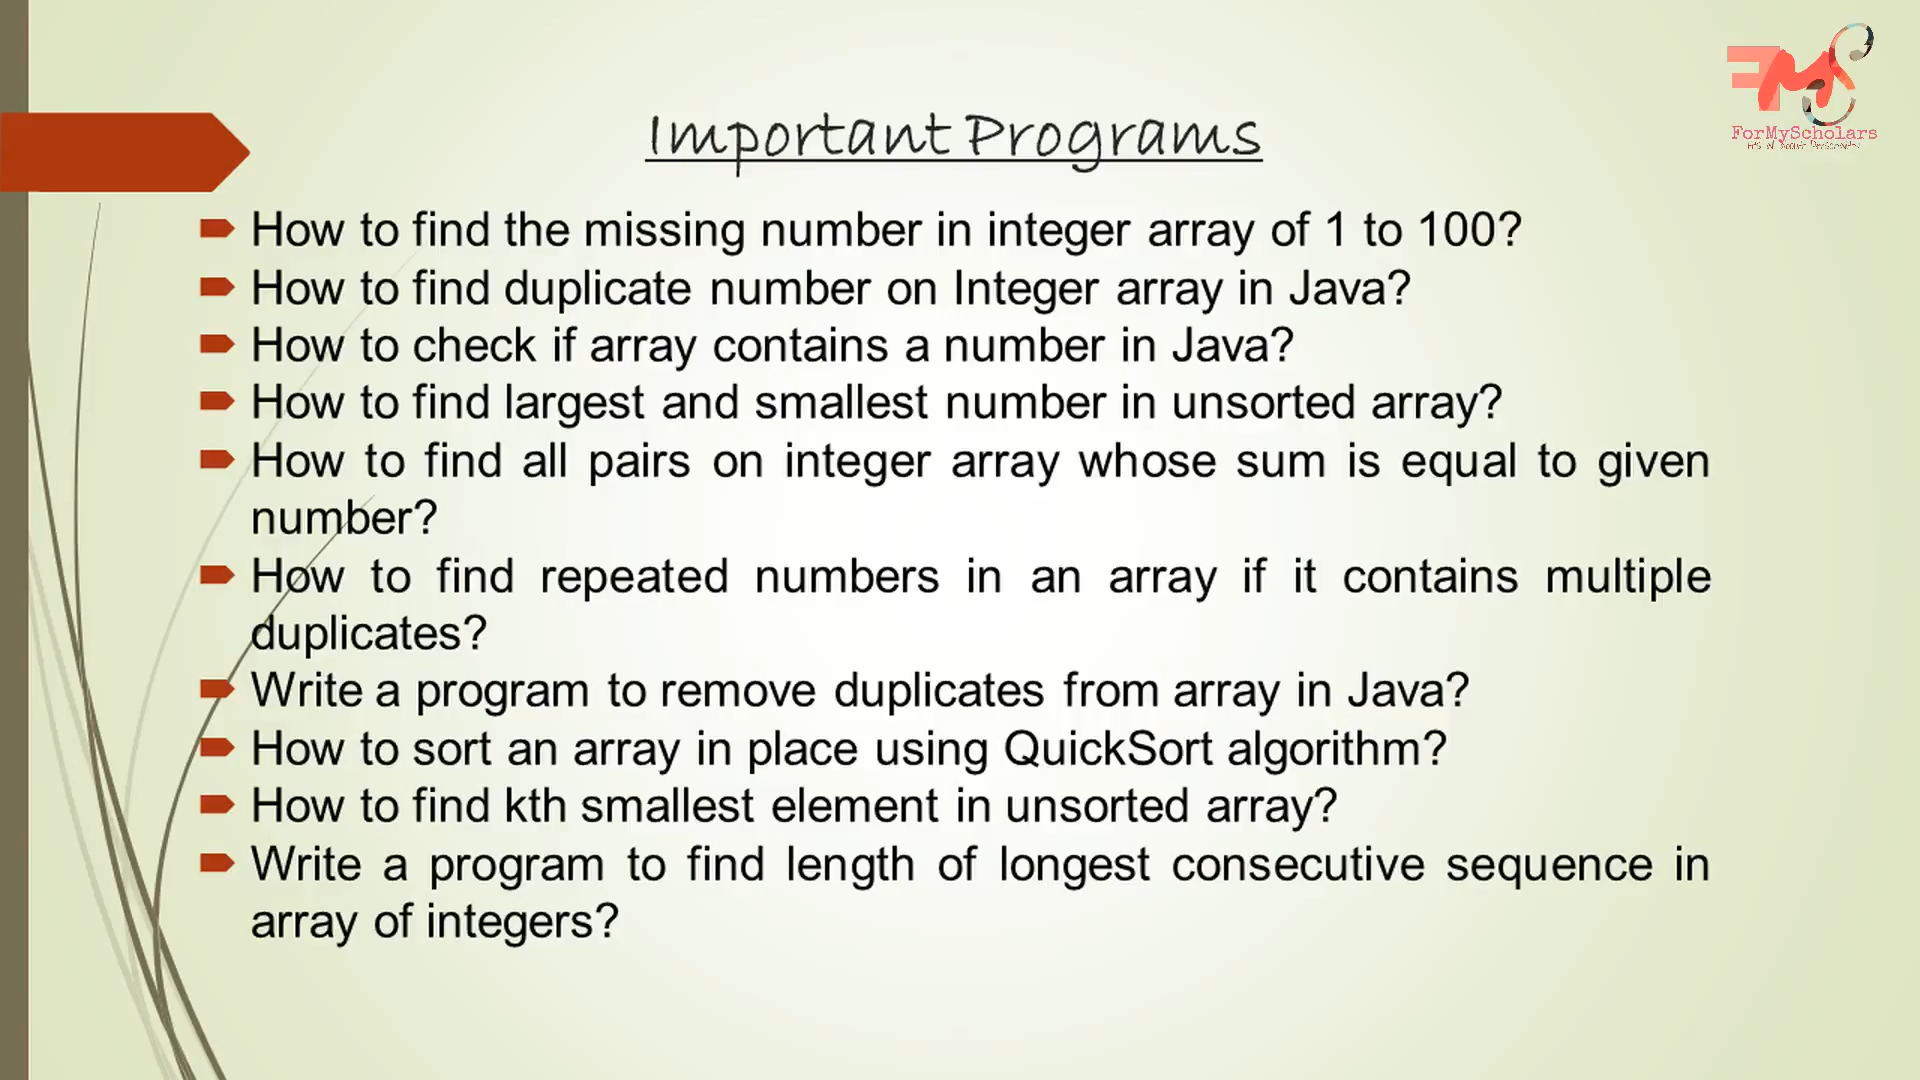 Important Programs
ForMyScholars
How to find the missing number in integer array of 1 to 100?
How to find duplicate number on Integer array in Java?
How to check if array contains a number in Java?
How to find largest and smallest number in unsorted array?
How to find all pairs on integer array whose sum is equal to given
number?
How to find repeated numbers in an array if it contains multiple
duplicates?
Write a program to remove duplicates from array in Java?
How to sort an array in place using QuickSort algorithm?
How to find kth smallest element in unsorted array?
Write a program to find length of longest consecutive sequence in
array of integers?